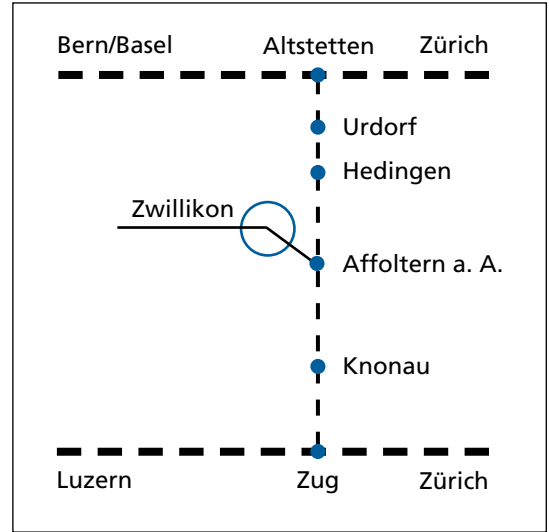 Bern/Basel Altstetten Zürich
Urdorf
Hedingen
Zwillikon
Affoltern a. A.
Knonau
Luzern Zug Zürich